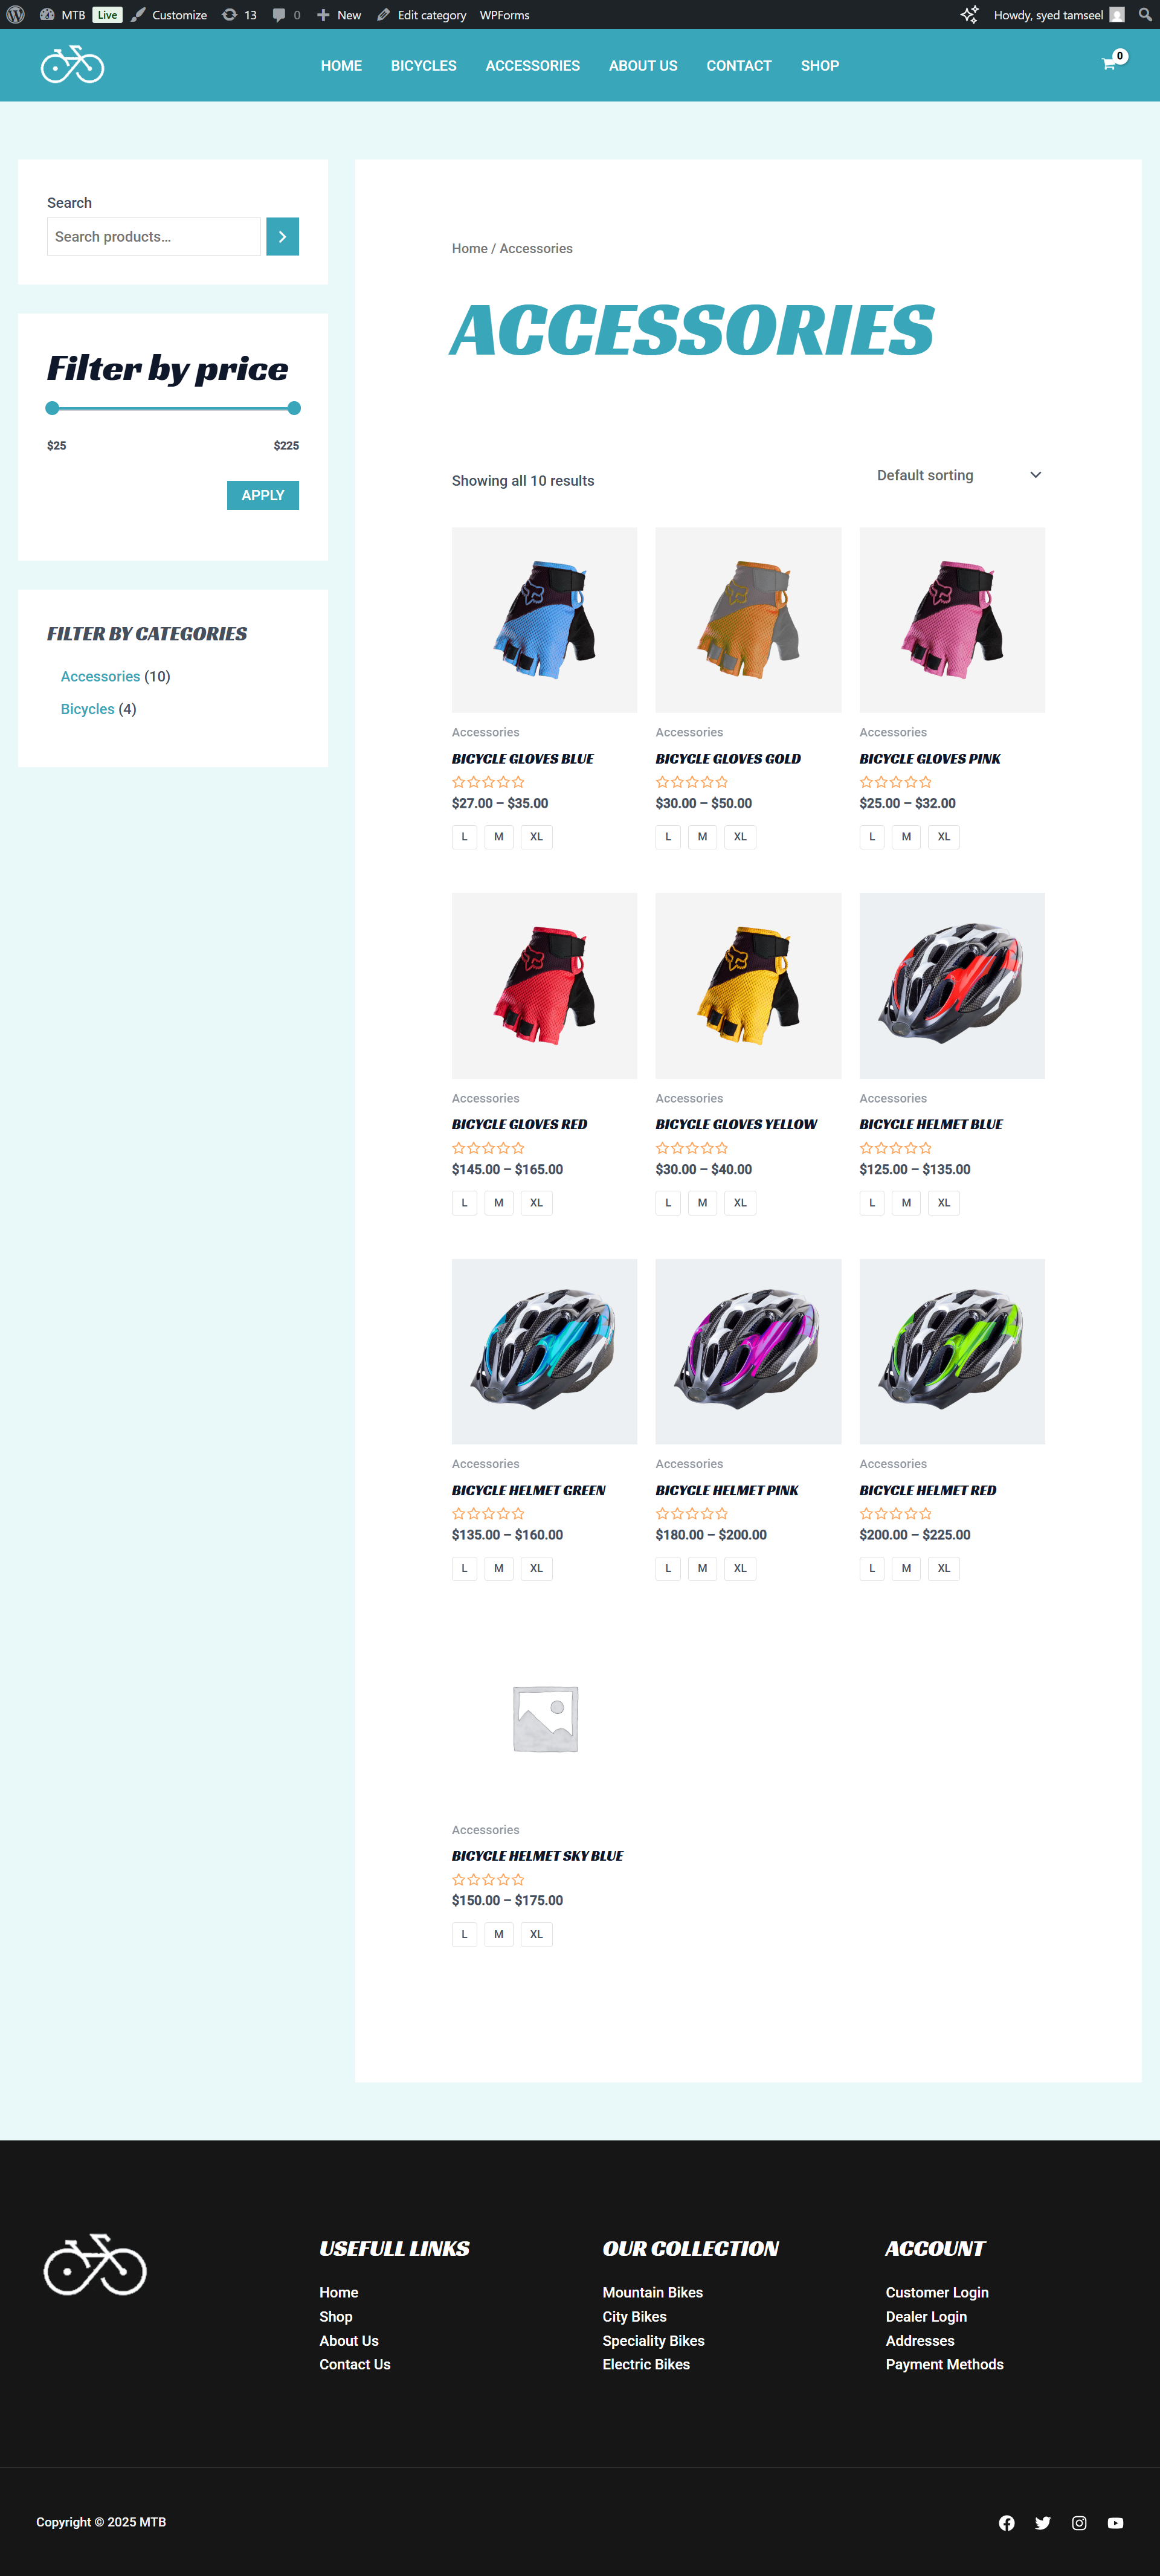 MTB Live Customize 13 0 New Edit category WPForms Howdy, syed tamseel
HOME BICYCLES ACCESSORIES ABOUT US CONTACT SHOP 0
Search
Search products...
Filter by price
$25 $225
APPLY
FILTER BY CATEGORIES
Accessories (10)
Bicycles (4)
Home / Accessories
ACCESSORIES
Showing all 10 results Default sorting
Accessories Accessories Accessories
BICYCLE GLOVES BLUE BICYCLE GLOVES GOLD BICYCLE GLOVES PINK
$27.00 – $35.00 $30.00 – $50.00 $25.00 – $32.00
L M XL L M XL L M XL
Accessories Accessories Accessories
BICYCLE GLOVES RED BICYCLE GLOVES YELLOW BICYCLE HELMET BLUE
$145.00 – $165.00 $30.00 – $40.00 $125.00 – $135.00
L M XL L M XL L M XL
Accessories Accessories Accessories
BICYCLE HELMET GREEN BICYCLE HELMET PINK BICYCLE HELMET RED
$135.00 – $160.00 $180.00 – $200.00 $200.00 – $225.00
L M XL L M XL L M XL
Accessories
BICYCLE HELMET SKY BLUE
$150.00 – $175.00
L M XL
USEFULL LINKS OUR COLLECTION ACCOUNT
Home Mountain Bikes Customer Login
Shop City Bikes Dealer Login
About Us Speciality Bikes Addresses
Contact Us Electric Bikes Payment Methods
Copyright © 2025 MTB